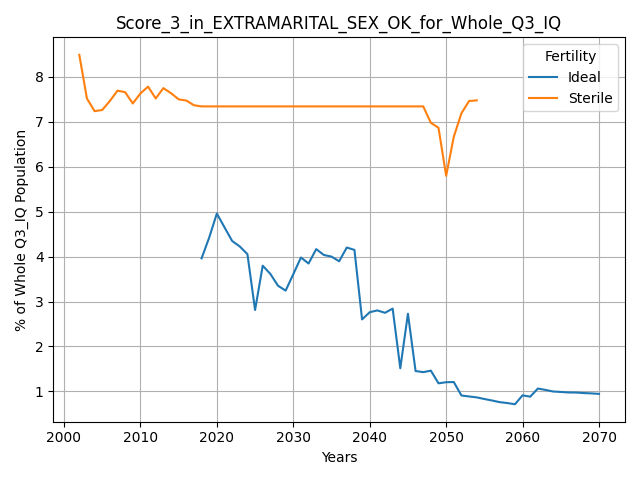 Score_3_in_EXTRAMARITAL_SEX_OK_for_Whole_Q3_IQ
Fertility
Ideal
Sterile
% of Whole Q3_IQ Population
8
7
6
5
4
3
2
1
2000 2010 2020 2030 2040 2050 2060 2070
Years